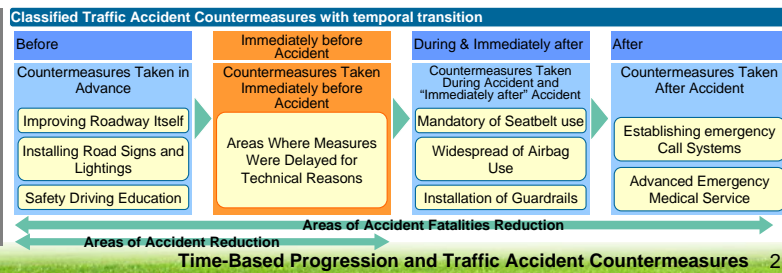 Classified Traffic Accident Countermeasures with temporal transition
Before
Immediately before
Accident
During & Immediately after
After
Countermeasures Taken in
Advance
Improving Roadway Itself
Installing Road Signs and
Lightings
Safety Driving Education
Countermeasures Taken
Immediately before
Accident
Areas Where Measures
Were Delayed for
Technical Reasons
Countermeasures Taken
During Accident and
"Immediately after" Accident
Mandatory of Seatbelt use
Widespread of Airbag
Use
Installation of Guardrails
Countermeasures Taken
After Accident
Establishing emergency
Call Systems
Advanced Emergency
Medical Service
Areas of Accident Fatalities Reduction
Areas of Accident Reduction
Time-Based Progression and Traffic Accident Countermeasures 2